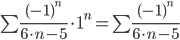 ∑ (-1)^n / (6·n-5) · 1^n = ∑ (-1)^n / (6·n-5)